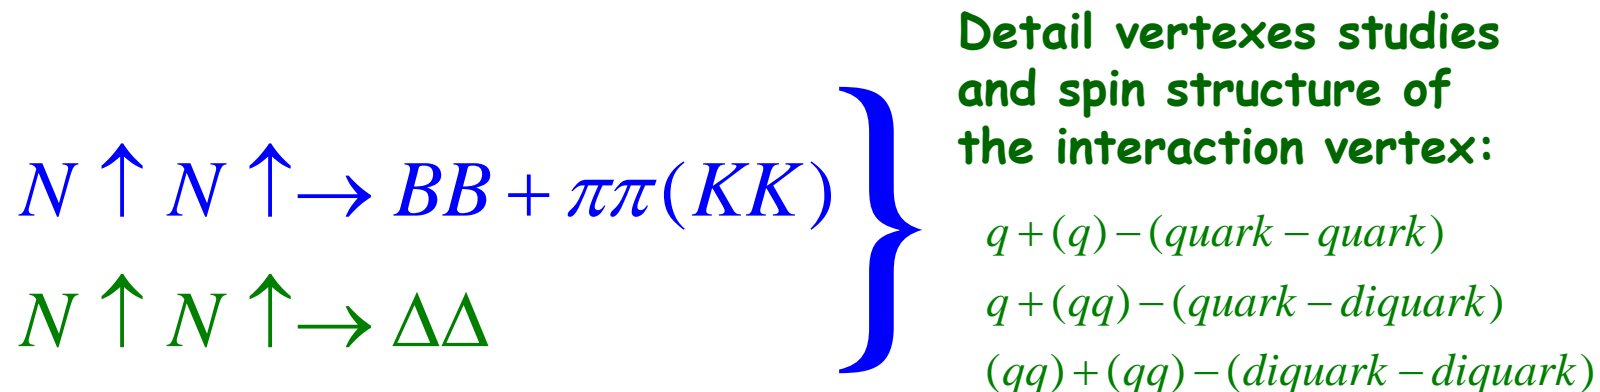 N ↑ N ↑→ BB + ππ(KK)
N ↑ N ↑→ ΔΔ
Detail vertexes studies
and spin structure of
the interaction vertex:
q + (q) − (quark − quark)
q + (qq) − (quark − diquark)
(qq) + (qq) − (diquark − diquark)